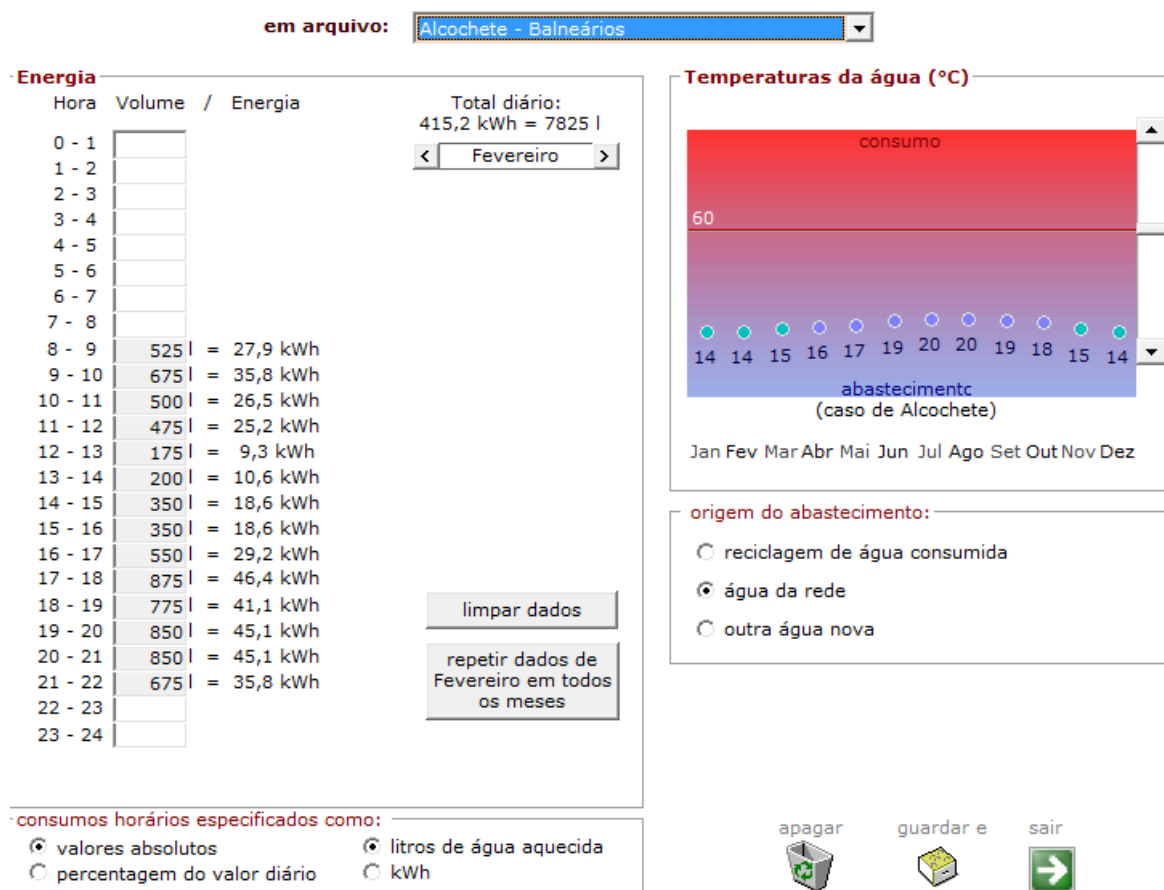 em arquivo: Alcochete - Balneários
Energia
Hora Volume / Energia
Total diário:
415,2 kWh = 7825 l
< Fevereiro >
0 - 1
1 - 2
2 - 3
3 - 4
4 - 5
5 - 6
6 - 7
7 - 8
8 - 9 525 l = 27,9 kWh
9 - 10 675 l = 35,8 kWh
10 - 11 500 l = 26,5 kWh
11 - 12 475 l = 25,2 kWh
12 - 13 175 l = 9,3 kWh
13 - 14 200 l = 10,6 kWh
14 - 15 350 l = 18,6 kWh
15 - 16 350 l = 18,6 kWh
16 - 17 550 l = 29,2 kWh
17 - 18 875 l = 46,4 kWh
18 - 19 775 l = 41,1 kWh
19 - 20 850 l = 45,1 kWh
20 - 21 850 l = 45,1 kWh
21 - 22 675 l = 35,8 kWh
22 - 23
23 - 24
limpar dados
repetir dados de
Fevereiro em todos
os meses
consumos horários especificados como:
valores absolutos
percentagem do valor diário
litros de água aquecida
kWh
Temperaturas da água (°C)
consumo
60
14 14 15 16 17 19 20 20 19 18 15 14
abastecimentc
(caso de Alcochete)
Jan Fev Mar Abr Mai Jun Jul Ago Set Out Nov Dez
origem do abastecimento:
reciclagem de água consumida
água da rede
outra água nova
apagar
guardar e
sair